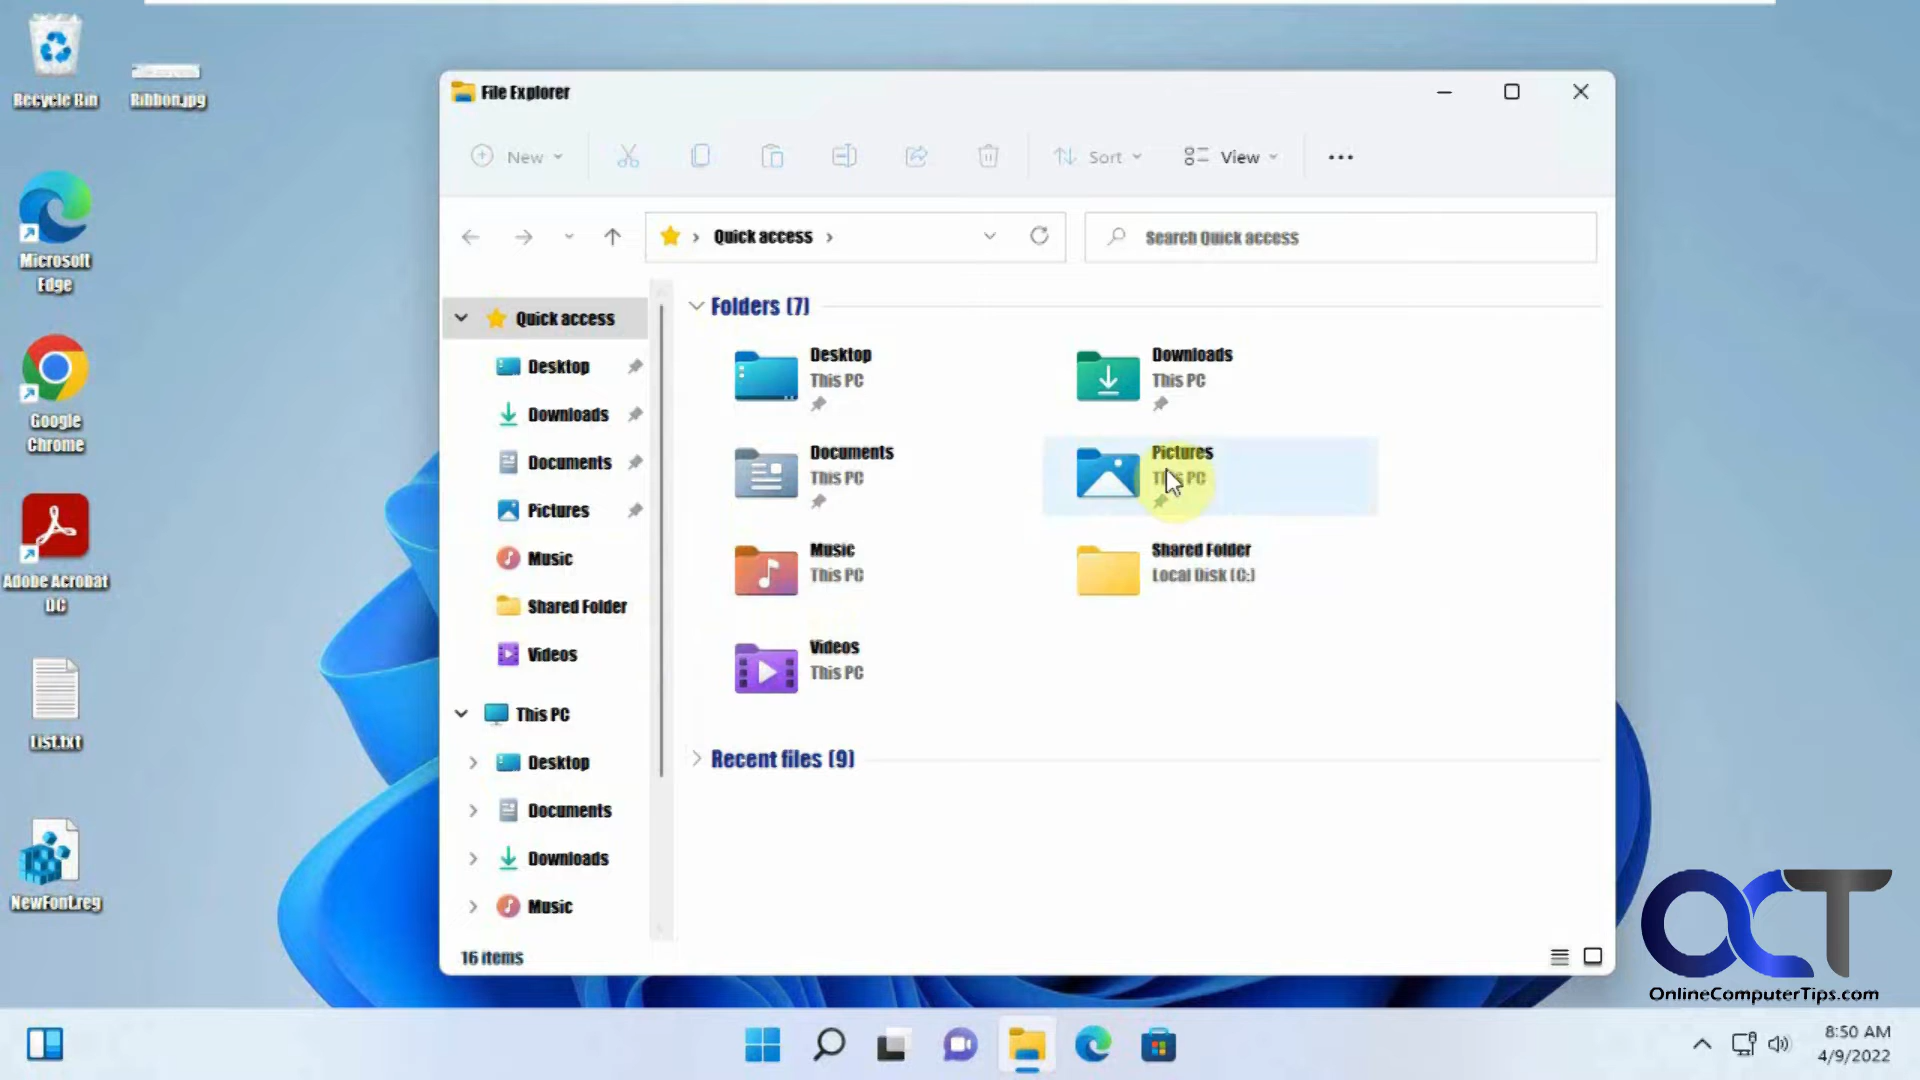 Recycle Bin
Ribbon.jpg
Microsoft
Edge
Google
Chrome
Adobe Acrobat
DC
List.txt
NewFont.reg
File Explorer
New
Sort
View
Quick access
Search Quick access
Quick access
Desktop
Downloads
Documents
Pictures
Music
Shared Folder
Videos
This PC
Desktop
Documents
Downloads
Music
16 items
Folders (7)
Desktop
This PC
Downloads
This PC
Documents
This PC
Pictures
This PC
Music
This PC
Shared Folder
Local Disk (C:)
Videos
This PC
Recent files (9)
OCT
OnlineComputerTips.com
8:50 AM
4/9/2022